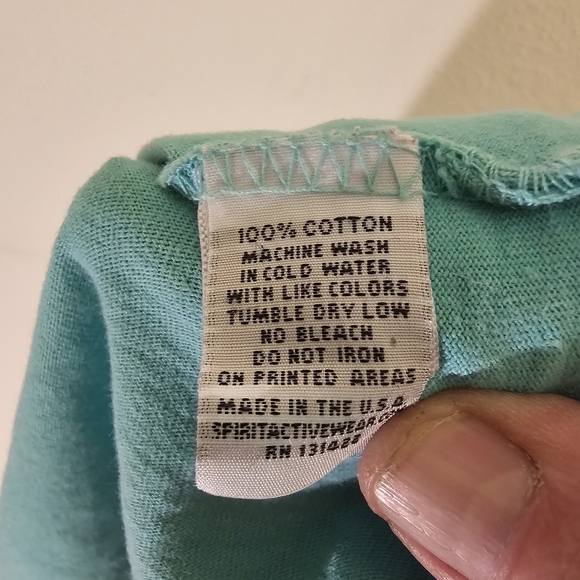 100% COTTON
MACHINE WASH
IN COLD WATER
WITH LIKE COLORS
TUMBLE DRY LOW
NO BLEACH
DO NOT IRON
ON PRINTED AREAS
MADE IN THE U.S.A.
RN